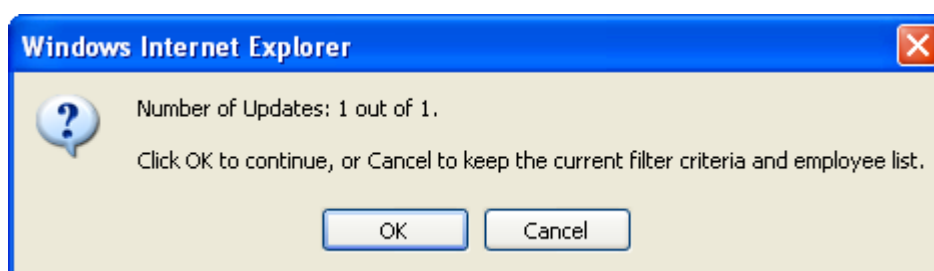 Windows Internet Explorer
Number of Updates: 1 out of 1.
Click OK to continue, or Cancel to keep the current filter criteria and employee list.
OK
Cancel